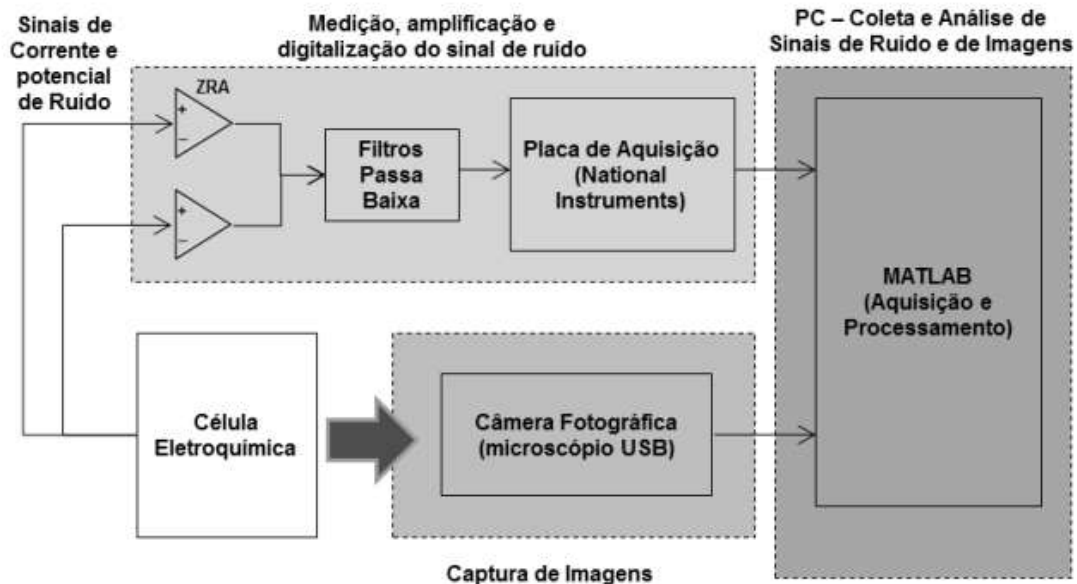 Sinais de
Corrente e
potencial
de Ruído
Medição, amplificação e
digitalização do sinal de ruído
PC – Coleta e Análise de
Sinais de Ruído e de Imagens
ZRA
+
−
+
−
Filtros
Passa
Baixa
Placa de Aquisição
(National
Instruments)
MATLAB
(Aquisição e
Processamento)
Célula
Eletroquímica
Câmera Fotográfica
(microscópio USB)
Captura de Imagens